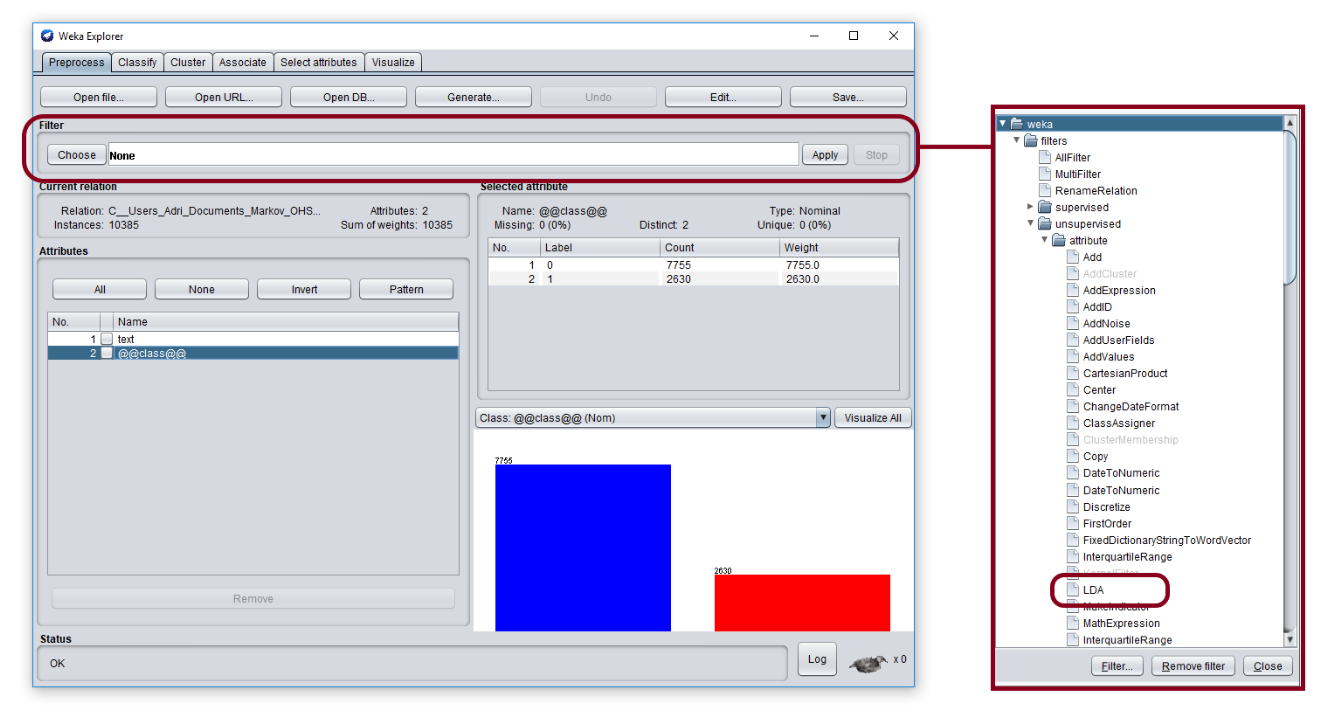 Weka Explorer
Preprocess Classify Cluster Associate Select attributes Visualize
Open file... Open URL... Open DB... Generate... Undo Edit... Save...
Filter
Choose None Apply Stop
Current relation
Relation: C__Users_Adri_Documents_Markov_OHS... Attributes: 2
Instances: 10385 Sum of weights: 10385
Attributes
All None Invert Pattern
No. Name
1 text
2 @@class@@
Remove
Selected attribute
Name: @@class@@ Type: Nominal
Missing: 0 (0%) Distinct: 2 Unique: 0 (0%)
No. Label Count Weight
1 0 7755 7755.0
2 1 2630 2630.0
Class: @@class@@ (Nom) Visualize All
7755
2630
Status
OK
Log x 0
weka
filters
AllFilter
MultiFilter
RenameRelation
supervised
unsupervised
attribute
Add
AddCluster
AddExpression
AddID
AddNoise
AddUserFields
AddValues
CartesianProduct
Center
ChangeDateFormat
ClassAssigner
ClusterMembership
Copy
DateToNumeric
DateToNumeric
Discretize
FirstOrder
FixedDictionaryStringToWordVector
InterquartileRange
KernelFilter
LDA
MakeIndicator
MathExpression
InterquartileRange
Filter... Remove filter Close